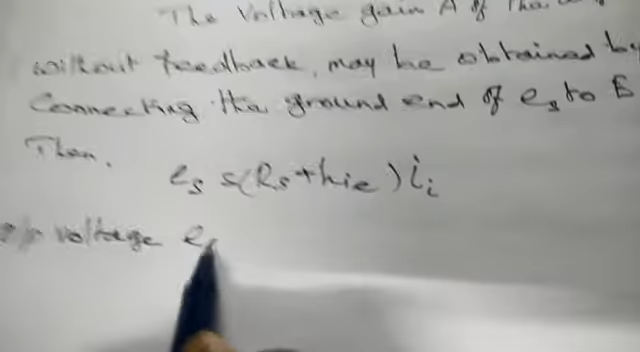 The Voltage gain A of the
without feedback, may be obtained by
Connecting the ground end of es to E
Then,
es = (Rs + hie) ii
o/p voltage e